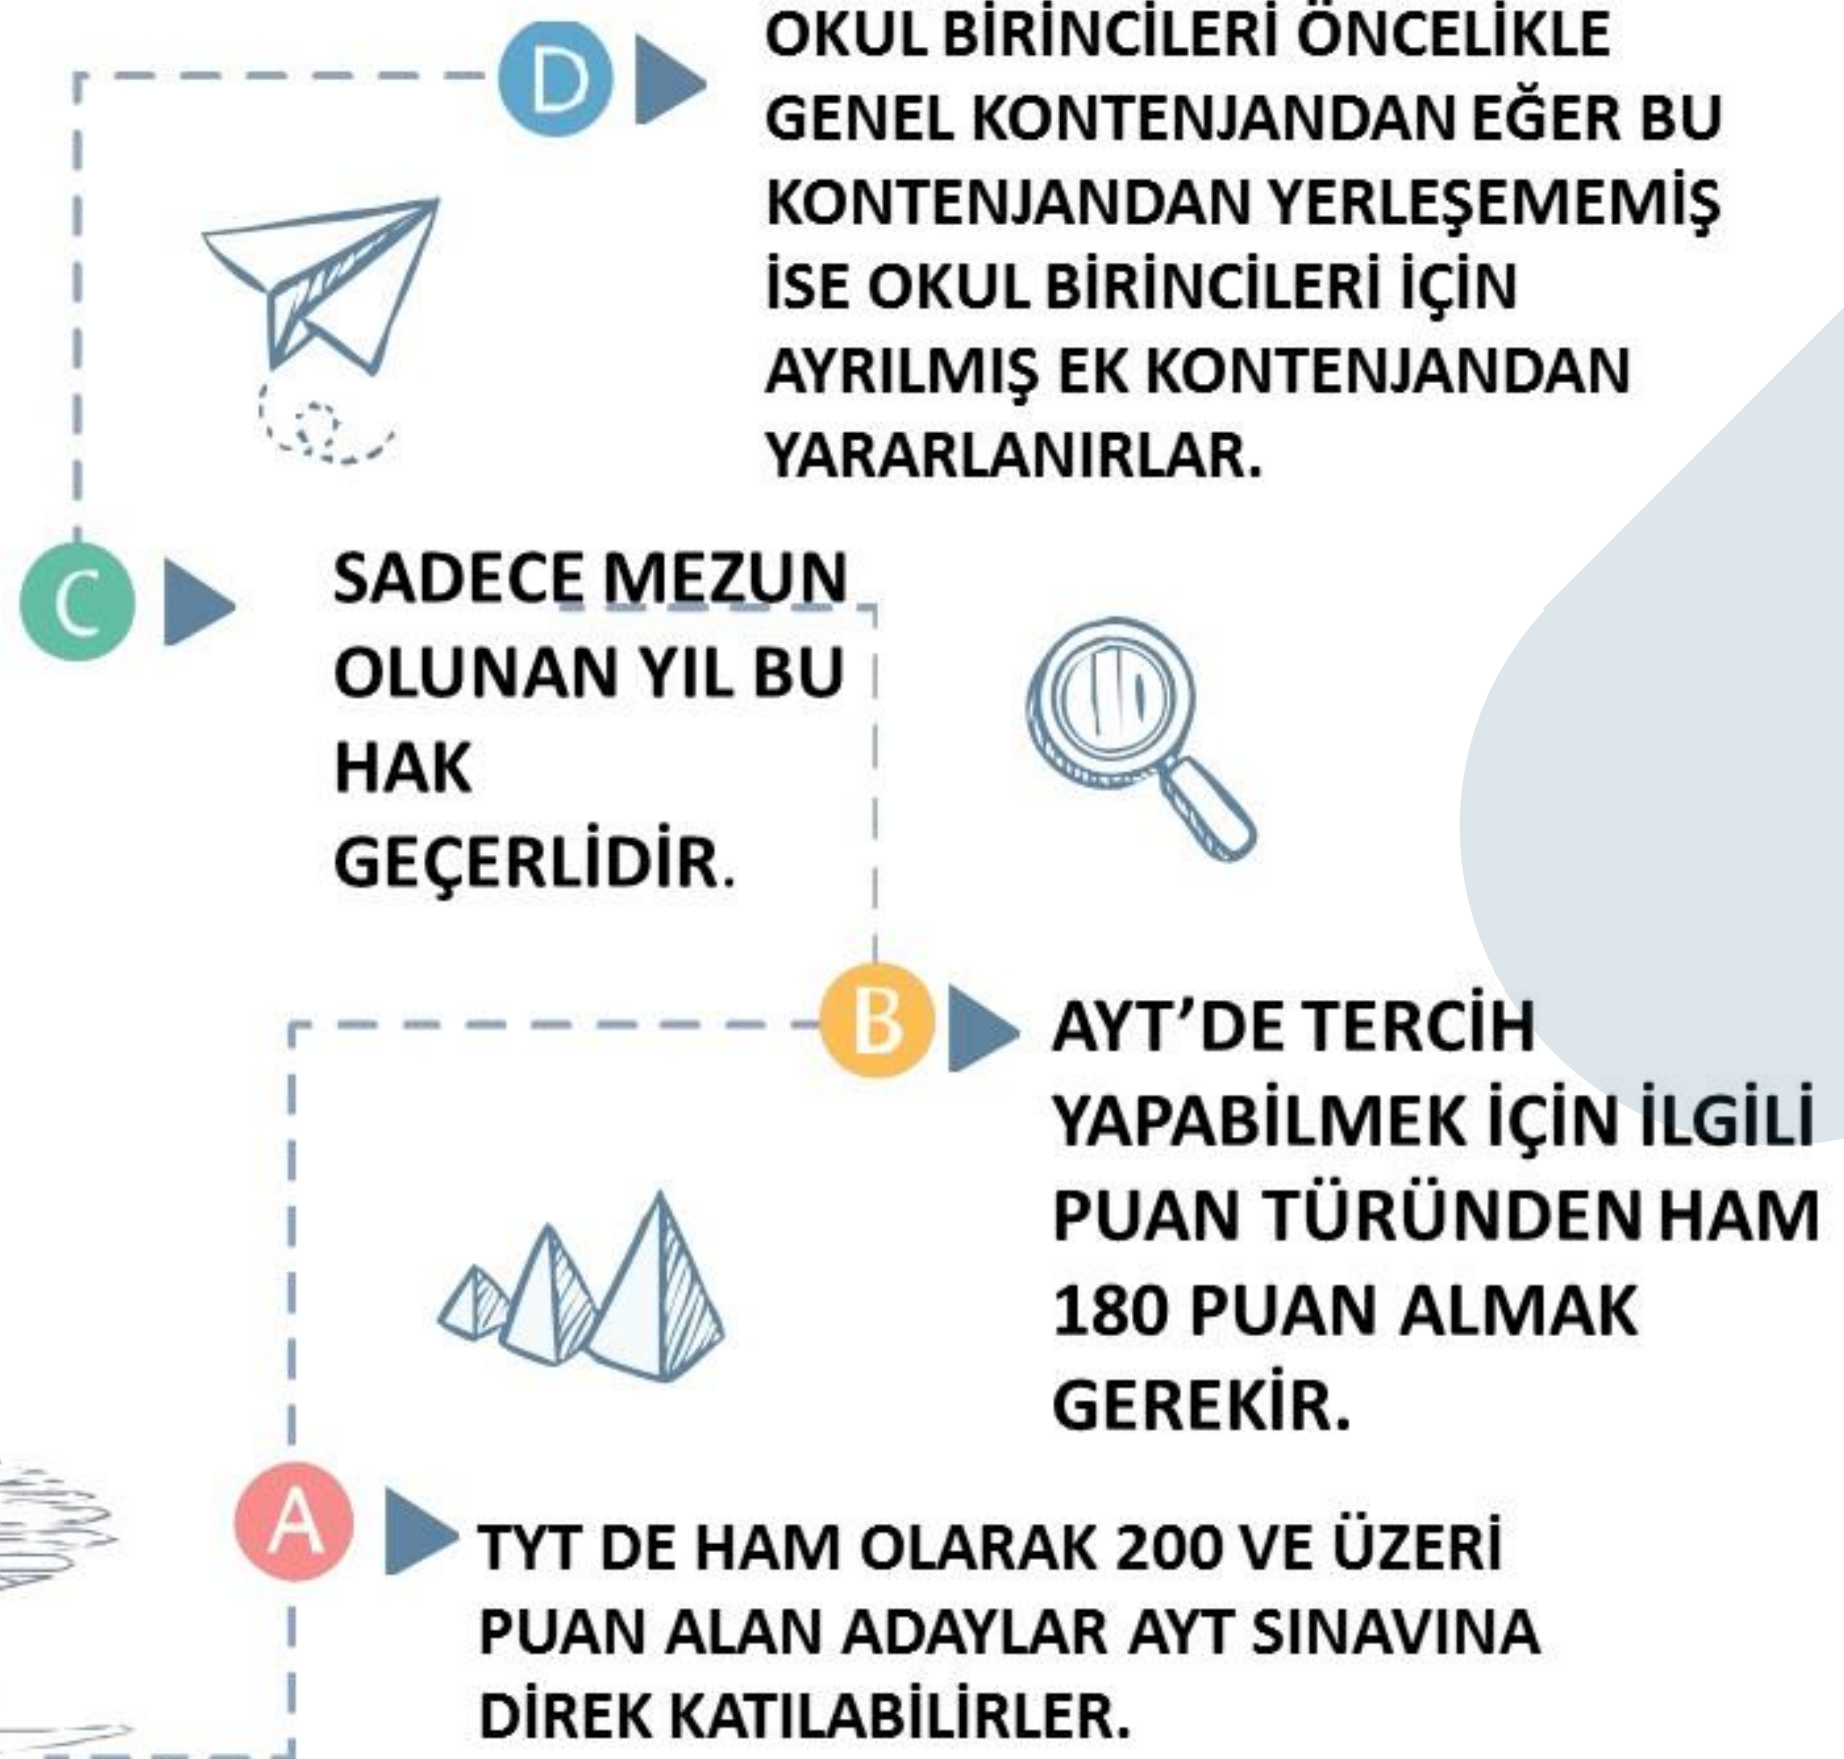 D
OKUL BİRİNCİLERİ ÖNCELİKLE
GENEL KONTENJANDAN EĞER BU
KONTENJANDAN YERLEŞEMEMİŞ
İSE OKUL BİRİNCİLERİ İÇİN
AYRILMIŞ EK KONTENJANDAN
YARARLANIRLAR.
C
SADECE MEZUN
OLUNAN YIL BU
HAK
GEÇERLİDİR.
B
AYT’DE TERCİH
YAPABİLMEK İÇİN İLGİLİ
PUAN TÜRÜNDEN HAM
180 PUAN ALMAK
GEREKİR.
A
TYT DE HAM OLARAK 200 VE ÜZERİ
PUAN ALAN ADAYLAR AYT SINAVINA
DİREK KATILABİLİRLER.